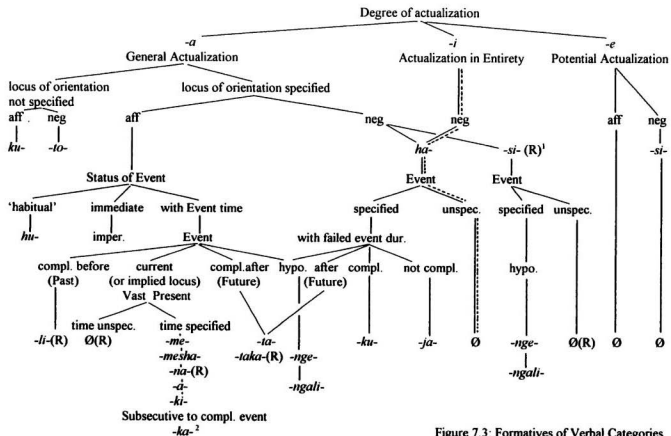 Degree of actualization
-a -i -e
General Actualization Actualization in Entirety Potential Actualization
locus of orientation
not specified
locus of orientation specified
aff. neg aff neg neg aff neg
ku- -to- ha- -si- (R)¹ -si-
Status of Event Event Event
'habitual' immediate with Event time specified unspec. specified unspec.
hu- imper. Event with failed event dur. hypo.
compl. before
(Past)
current
(or implied locus)
Vast Present
compl.after
(Future)
hypo. after
(Future)
compl. not compl.
time unspec. time specified
-li-(R) Ø(R) -me- -ta- -ku- -ja- Ø -nge- Ø(R) Ø Ø
-mesha- -taka-(R) -nge-
-na-(R) -ngali-
-a- -ngali-
-ki-
Subsecutive to compl. event
-ka- ²
Figure 7.3: Formatives of Verbal Categories